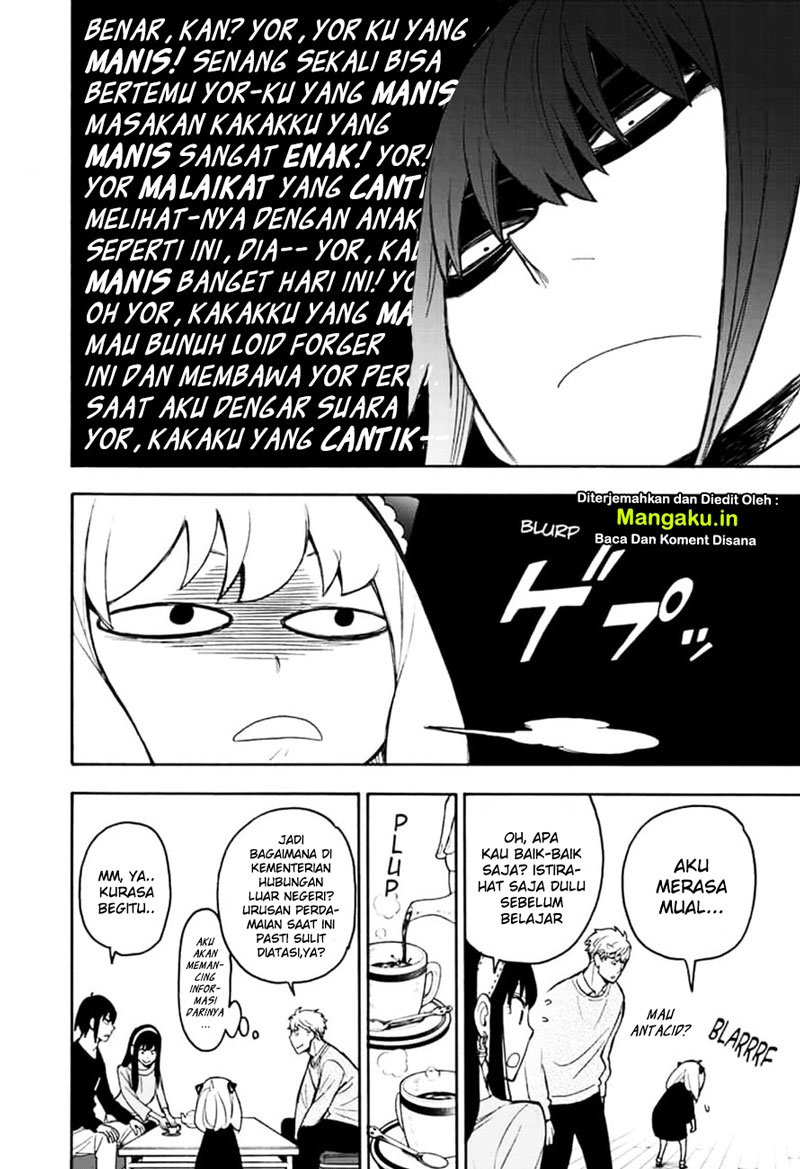 BENAR, KAN? YOR, YOR KU YANG
MANIS! SENANG SEKALI BISA
BERTEMU YOR-KU YANG MANIS
MASAKAN KAKAKKU YANG
MANIS SANGAT ENAK! YOR!
YOR MALAIKAT YANG
MELIHAT-NYA DENGAN ANAK
SEPERTI INI, DIA-- YOR,
MANIS BANGET HARI INI!
OH YOR, KAKAKKU YANG
MAU BUNUH LOID FORGER
INI DAN MEMBAWA YOR
SAAT AKU DENGAR SUARA
YOR, KAKAKU YANG CANTIK--
Diterjemahkan dan Diedit Oleh :
Mangaku.in
Baca Dan Koment Disana
BLURP
ゲプッ
AKU
MERASA
MUAL...
OH, APA
KAU BAIK-BAIK
SAJA? ISTIRA-
HAT SAJA DULU
SEBELUM
BELAJAR
MAU
ANTACID?
BLARRRF
PLUP
JADI
BAGAIMANA DI
KEMENTERIAN
HUBUNGAN
LUAR NEGERI?
URUSAN PERDA-
MAIAN SAAT INI
PASTI SULIT
DIATASI,YA?
AKU
AKAN
MEMAN-
CING
INFOR-
MASI
DARINYA
...
MM, YA..
KURASA
BEGITU..